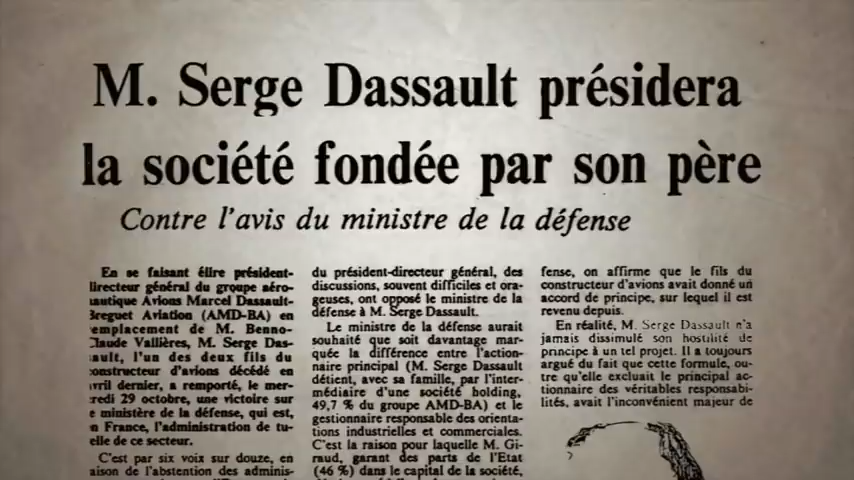 M. Serge Dassault présidera
la société fondée par son père
Contre l'avis du ministre de la défense
En se faisant élire président-
directeur général du groupe aéro-
nautique Avions Marcel Dassault-
Breguet Aviation (AMD-BA) en
emplacement de M. Benno-
Claude Vallières, M. Serge Das-
sault, l'un des deux fils du
constructeur d'avions décédé en
avril dernier, a remporté, le mer-
credi 29 octobre, une victoire sur
e ministère de la défense, qui est,
n France, l'administration de tu-
elle de ce secteur.
C'est par six voix sur douze, en
aison de l'abstention des adminis-
du président-directeur général, des
discussions, souvent difficiles et ora-
geuses, ont opposé le ministre de la
défense à M. Serge Dassault.
Le ministre de la défense aurait
souhaité que soit davantage mar-
quée la différence entre l'action-
naire principal (M. Serge Dassault
détient, avec sa famille, par l'inter-
médiaire d'une société holding,
49,7 % du groupe AMD-BA) et le
gestionnaire responsable des orienta-
tions industrielles et commerciales.
C'est la raison pour laquelle M. Gi-
raud, garant des parts de l'Etat
(46 %) dans le capital de la société,
fense, on affirme que le fils du
constructeur d'avions avait donné un
accord de principe, sur lequel il est
revenu depuis.
En réalité, M. Serge Dassault n'a
jamais dissimulé son hostilité de
principe à un tel projet. Il a toujours
argué du fait que cette formule, ou-
tre qu'elle excluait le principal ac-
tionnaire des véritables responsabi-
lités, avait l'inconvénient majeur de